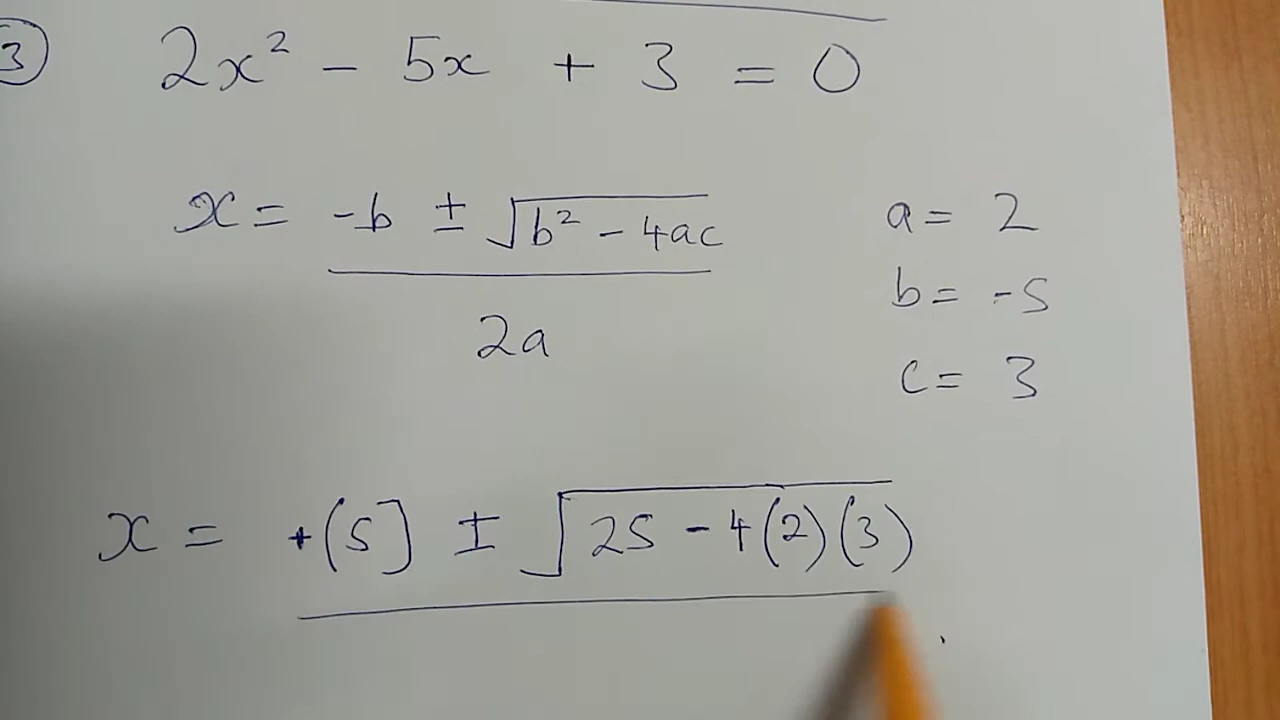 ③ 2x² - 5x + 3 = 0
x = -b ± √b² - 4ac
2a
a = 2
b = -5
c = 3
x = +(5] ± √25 - 4(2)(3)